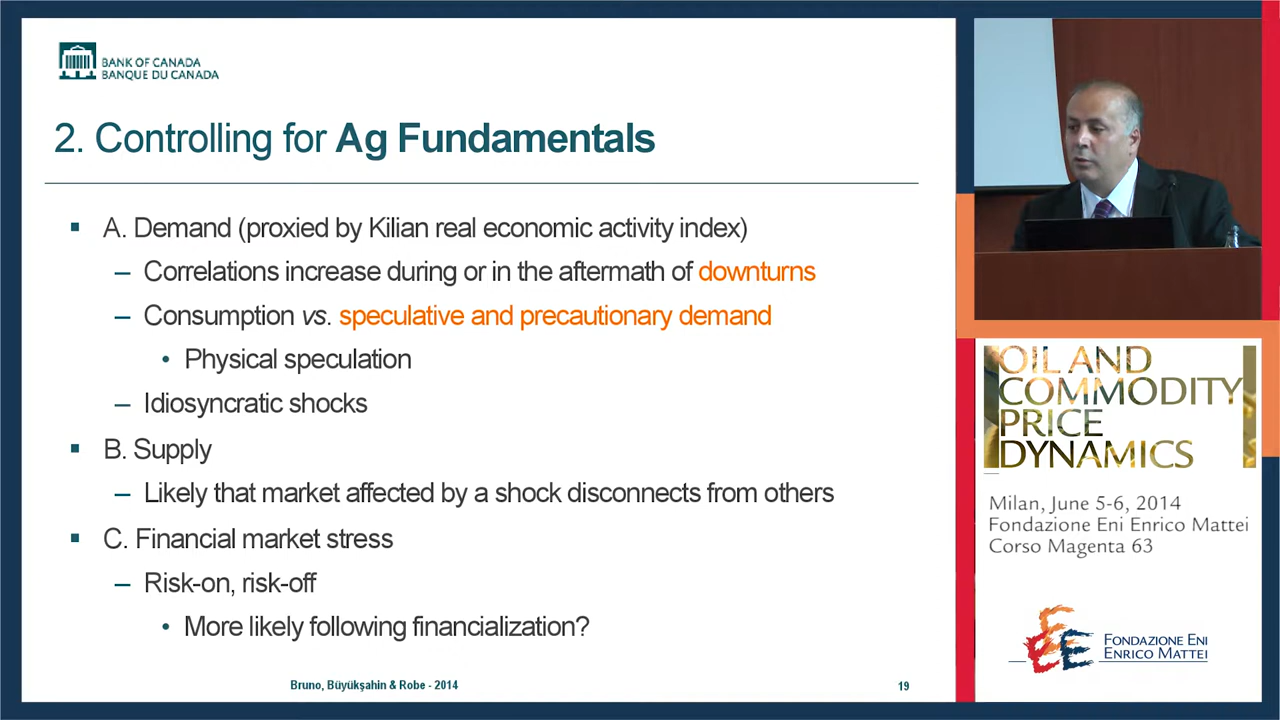 BANK OF CANADA
BANQUE DU CANADA
2. Controlling for Ag Fundamentals
A. Demand (proxied by Kilian real economic activity index)
– Correlations increase during or in the aftermath of downturns
– Consumption vs. speculative and precautionary demand
• Physical speculation
– Idiosyncratic shocks
B. Supply
– Likely that market affected by a shock disconnects from others
C. Financial market stress
– Risk-on, risk-off
• More likely following financialization?
Bruno, Büyükşahin & Robe - 2014
19
OIL AND
COMMODITY
PRICE
DYNAMICS
Milan, June 5-6, 2014
Fondazione Eni Enrico Mattei
Corso Magenta 63
FONDAZIONE ENI
ENRICO MATTEI